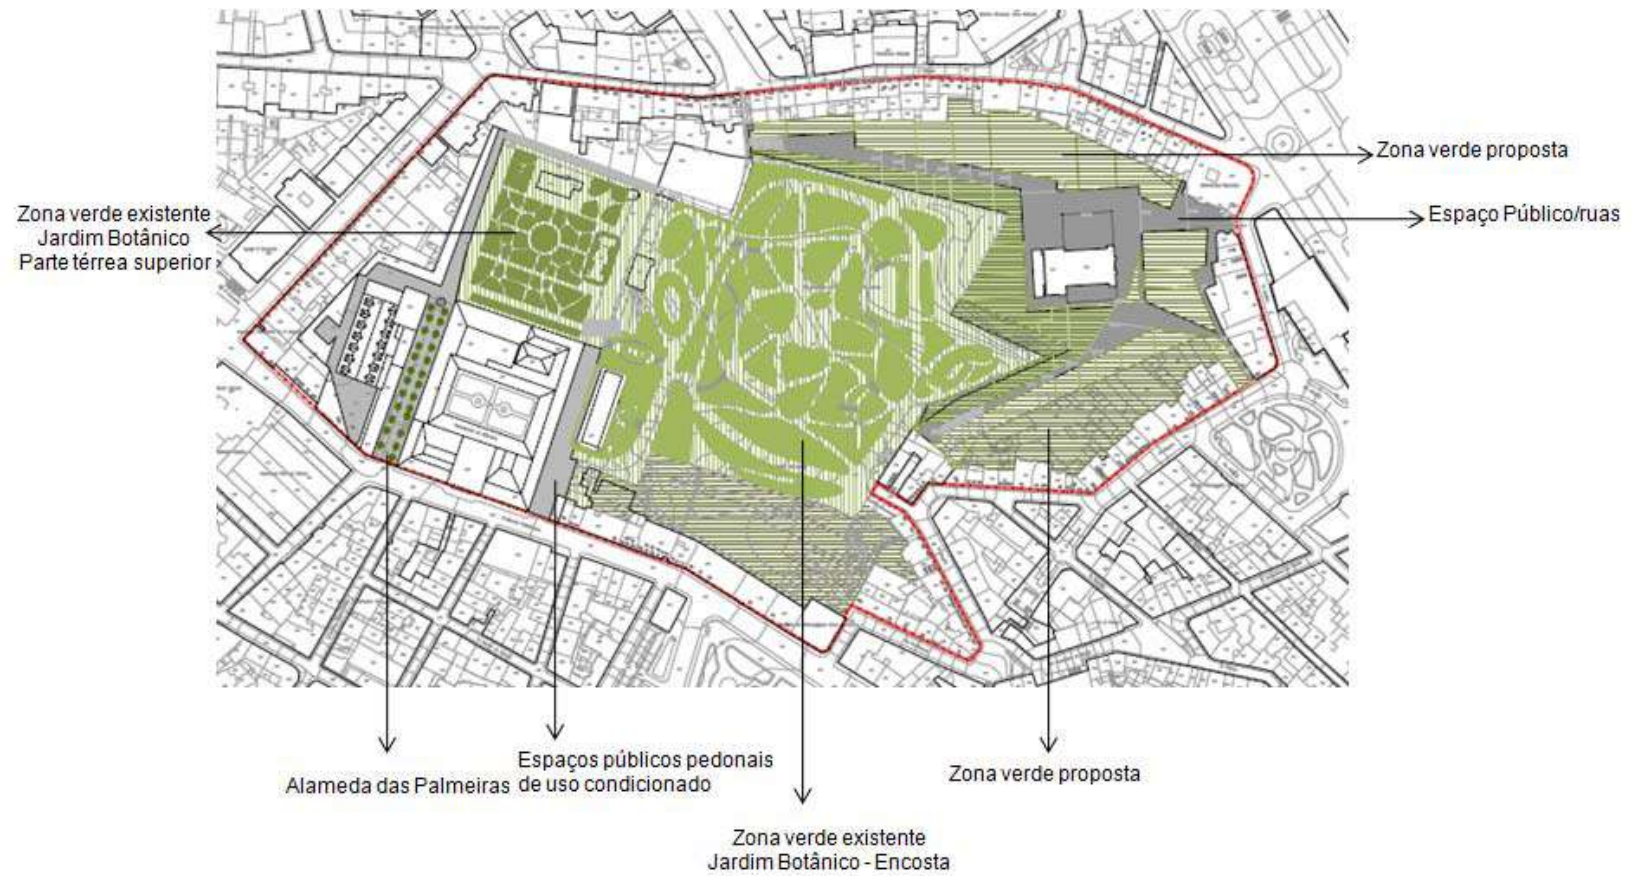 Zona verde proposta
Zona verde existente
Jardim Botânico
Parte térrea superior
Espaço Público/ruas
Alameda das Palmeiras
Espaços públicos pedonais
de uso condicionado
Zona verde proposta
Zona verde existente
Jardim Botânico - Encosta